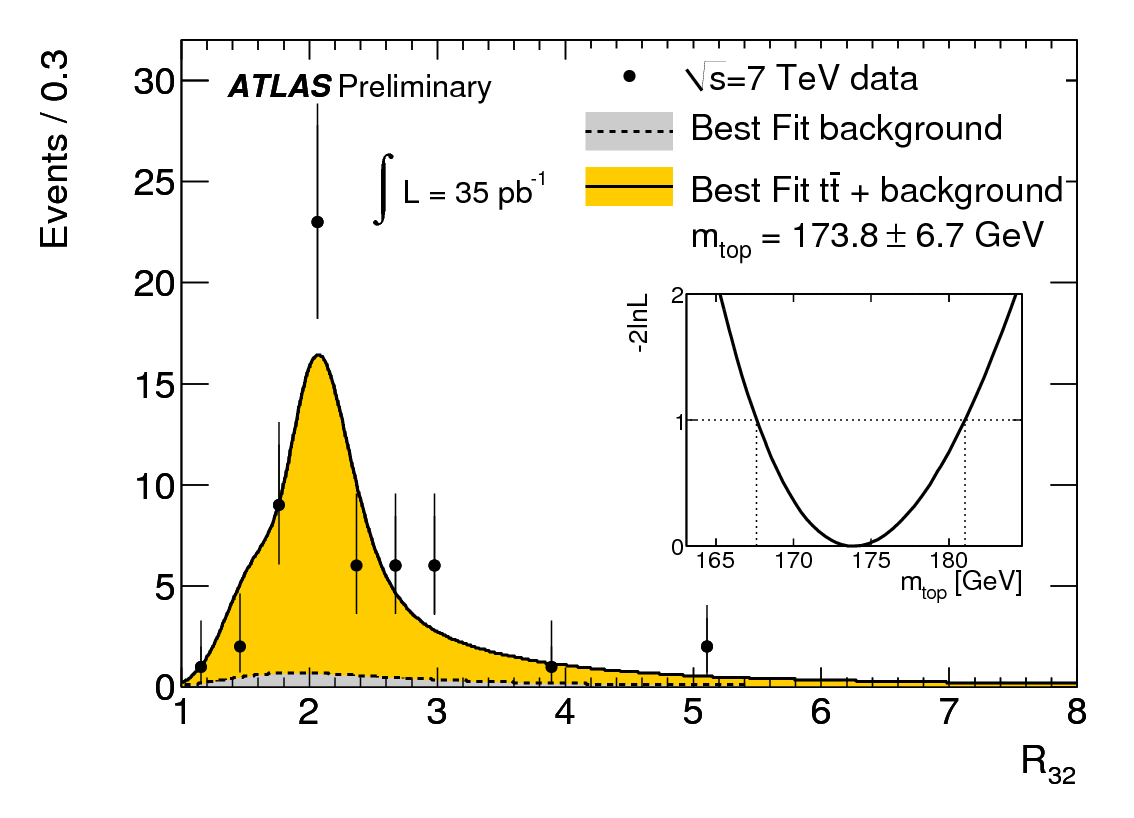 Events / 0.3
30
25
20
15
10
5
0
ATLAS Preliminary
∫ L = 35 pb⁻¹
√s=7 TeV data
Best Fit background
Best Fit tt̄ + background
m_top = 173.8 ± 6.7 GeV
-2lnL
2
1
0
165 170 175 180
m_top [GeV]
1 2 3 4 5 6 7 8
R₃₂